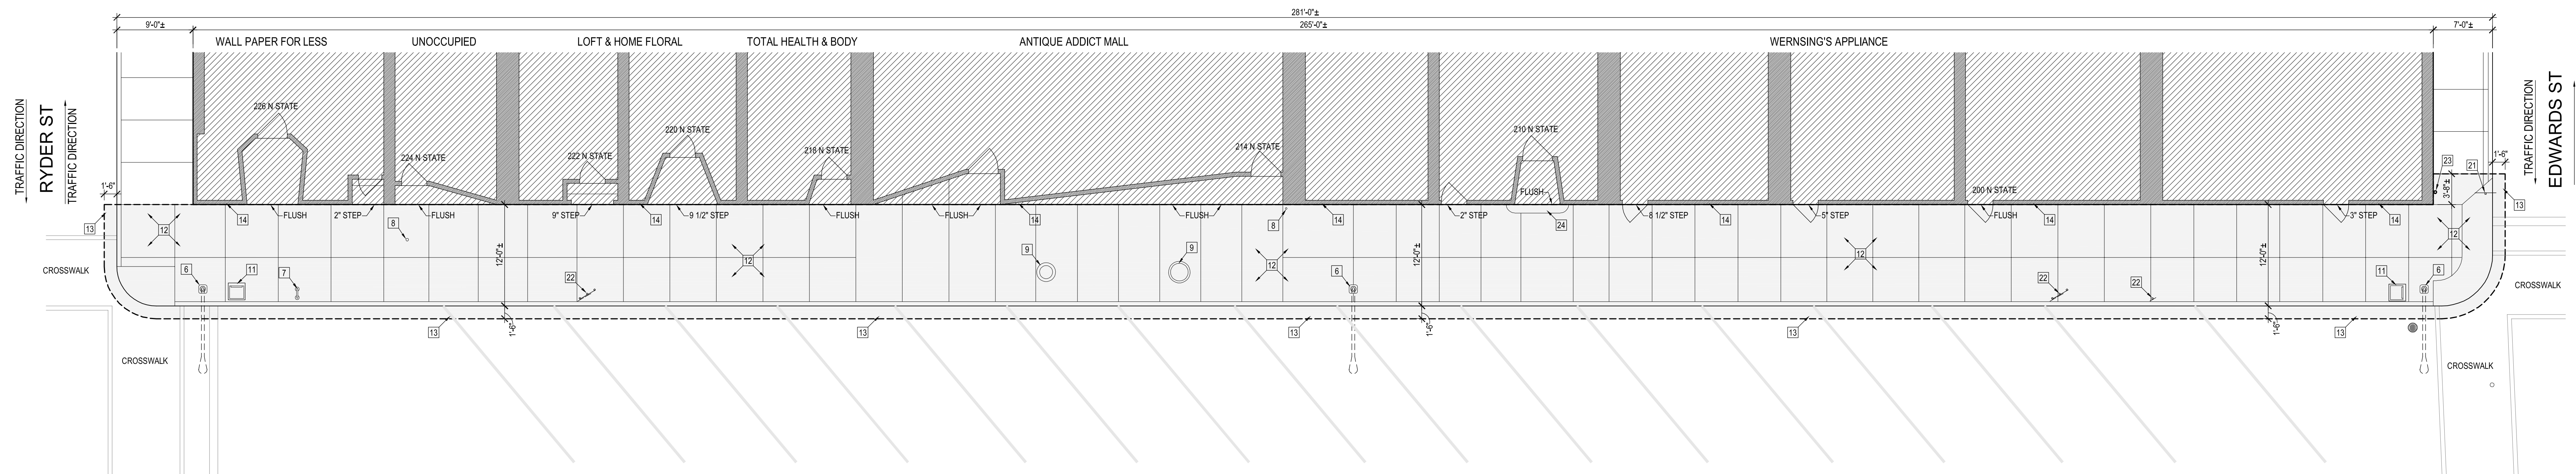 281'-0"±
9'-0"±
265'-0"±
7'-0"±
WALL PAPER FOR LESS
UNOCCUPIED
LOFT & HOME FLORAL
TOTAL HEALTH & BODY
ANTIQUE ADDICT MALL
WERNSING'S APPLIANCE
TRAFFIC DIRECTION
RYDER ST
TRAFFIC DIRECTION
226 N STATE
224 N STATE
222 N STATE
220 N STATE
218 N STATE
214 N STATE
210 N STATE
200 N STATE
TRAFFIC DIRECTION
EDWARDS ST
1'-6"
1'-6"
23
21
3'-8"±
13
13
12
14
FLUSH
2" STEP
FLUSH
8
9" STEP
14
9 1/2" STEP
FLUSH
FLUSH
14
FLUSH
8
14
2" STEP
FLUSH
24
8 1/2" STEP
14
5" STEP
FLUSH
14
3" STEP
14
12
12'-0"±
12
12
9
9
12'-0"±
12
12'-0"±
CROSSWALK
6
11
7
22
6
22
22
11
6
CROSSWALK
13
1'-6"
13
13
1'-6"
13
1'-6"
13
CROSSWALK
CROSSWALK